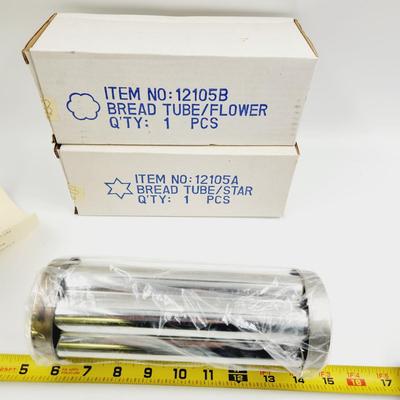 ITEM NO:12105B
BREAD TUBE/FLOWER
Q'TY: 1 PCS
ITEM NO:12105A
BREAD TUBE/STAR
Q'TY: 1 PCS
5 6 7 8 9 10 11 12 13 14 15 16 17